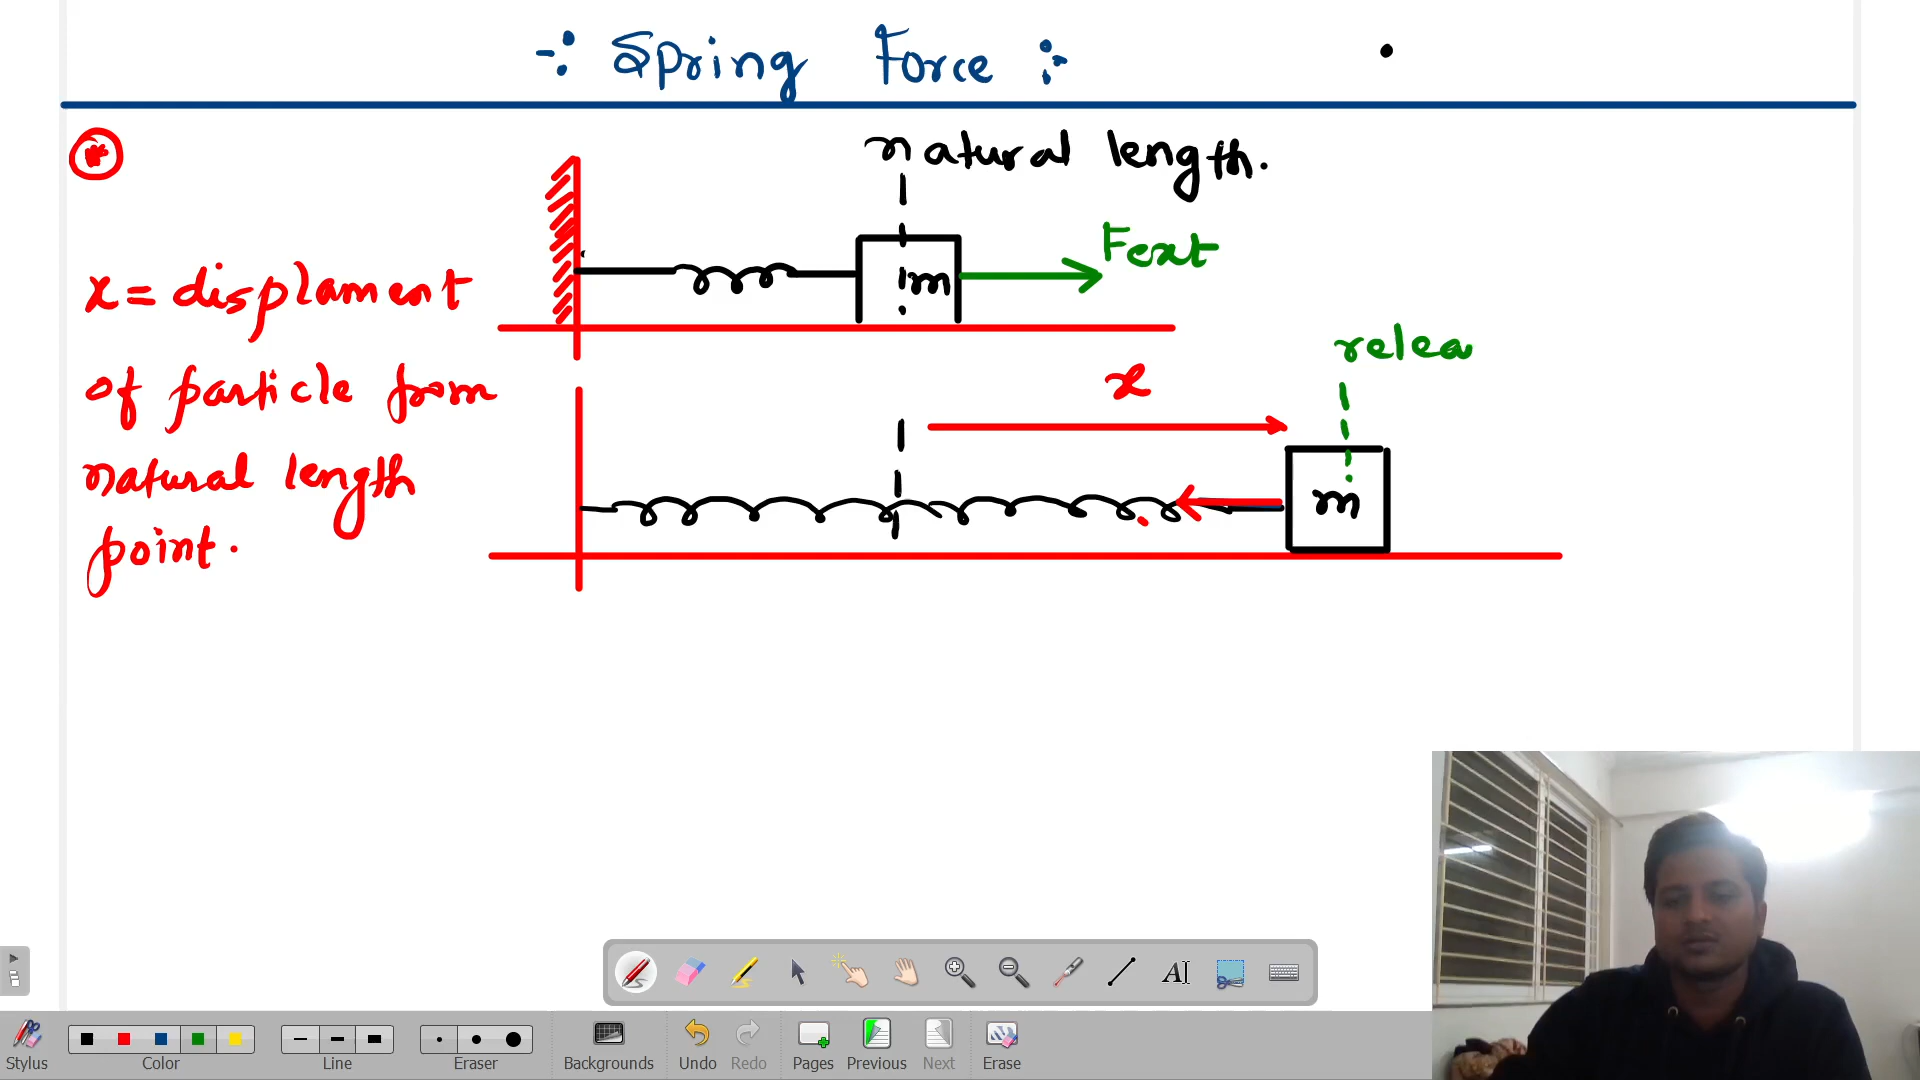 -: Spring Force :-
natural length.
Fext
m
x = displament
of particle from
natural length
point.
relea
x
m
Stylus
Color
Line
Eraser
Backgrounds
Undo
Redo
Pages
Previous
Next
Erase